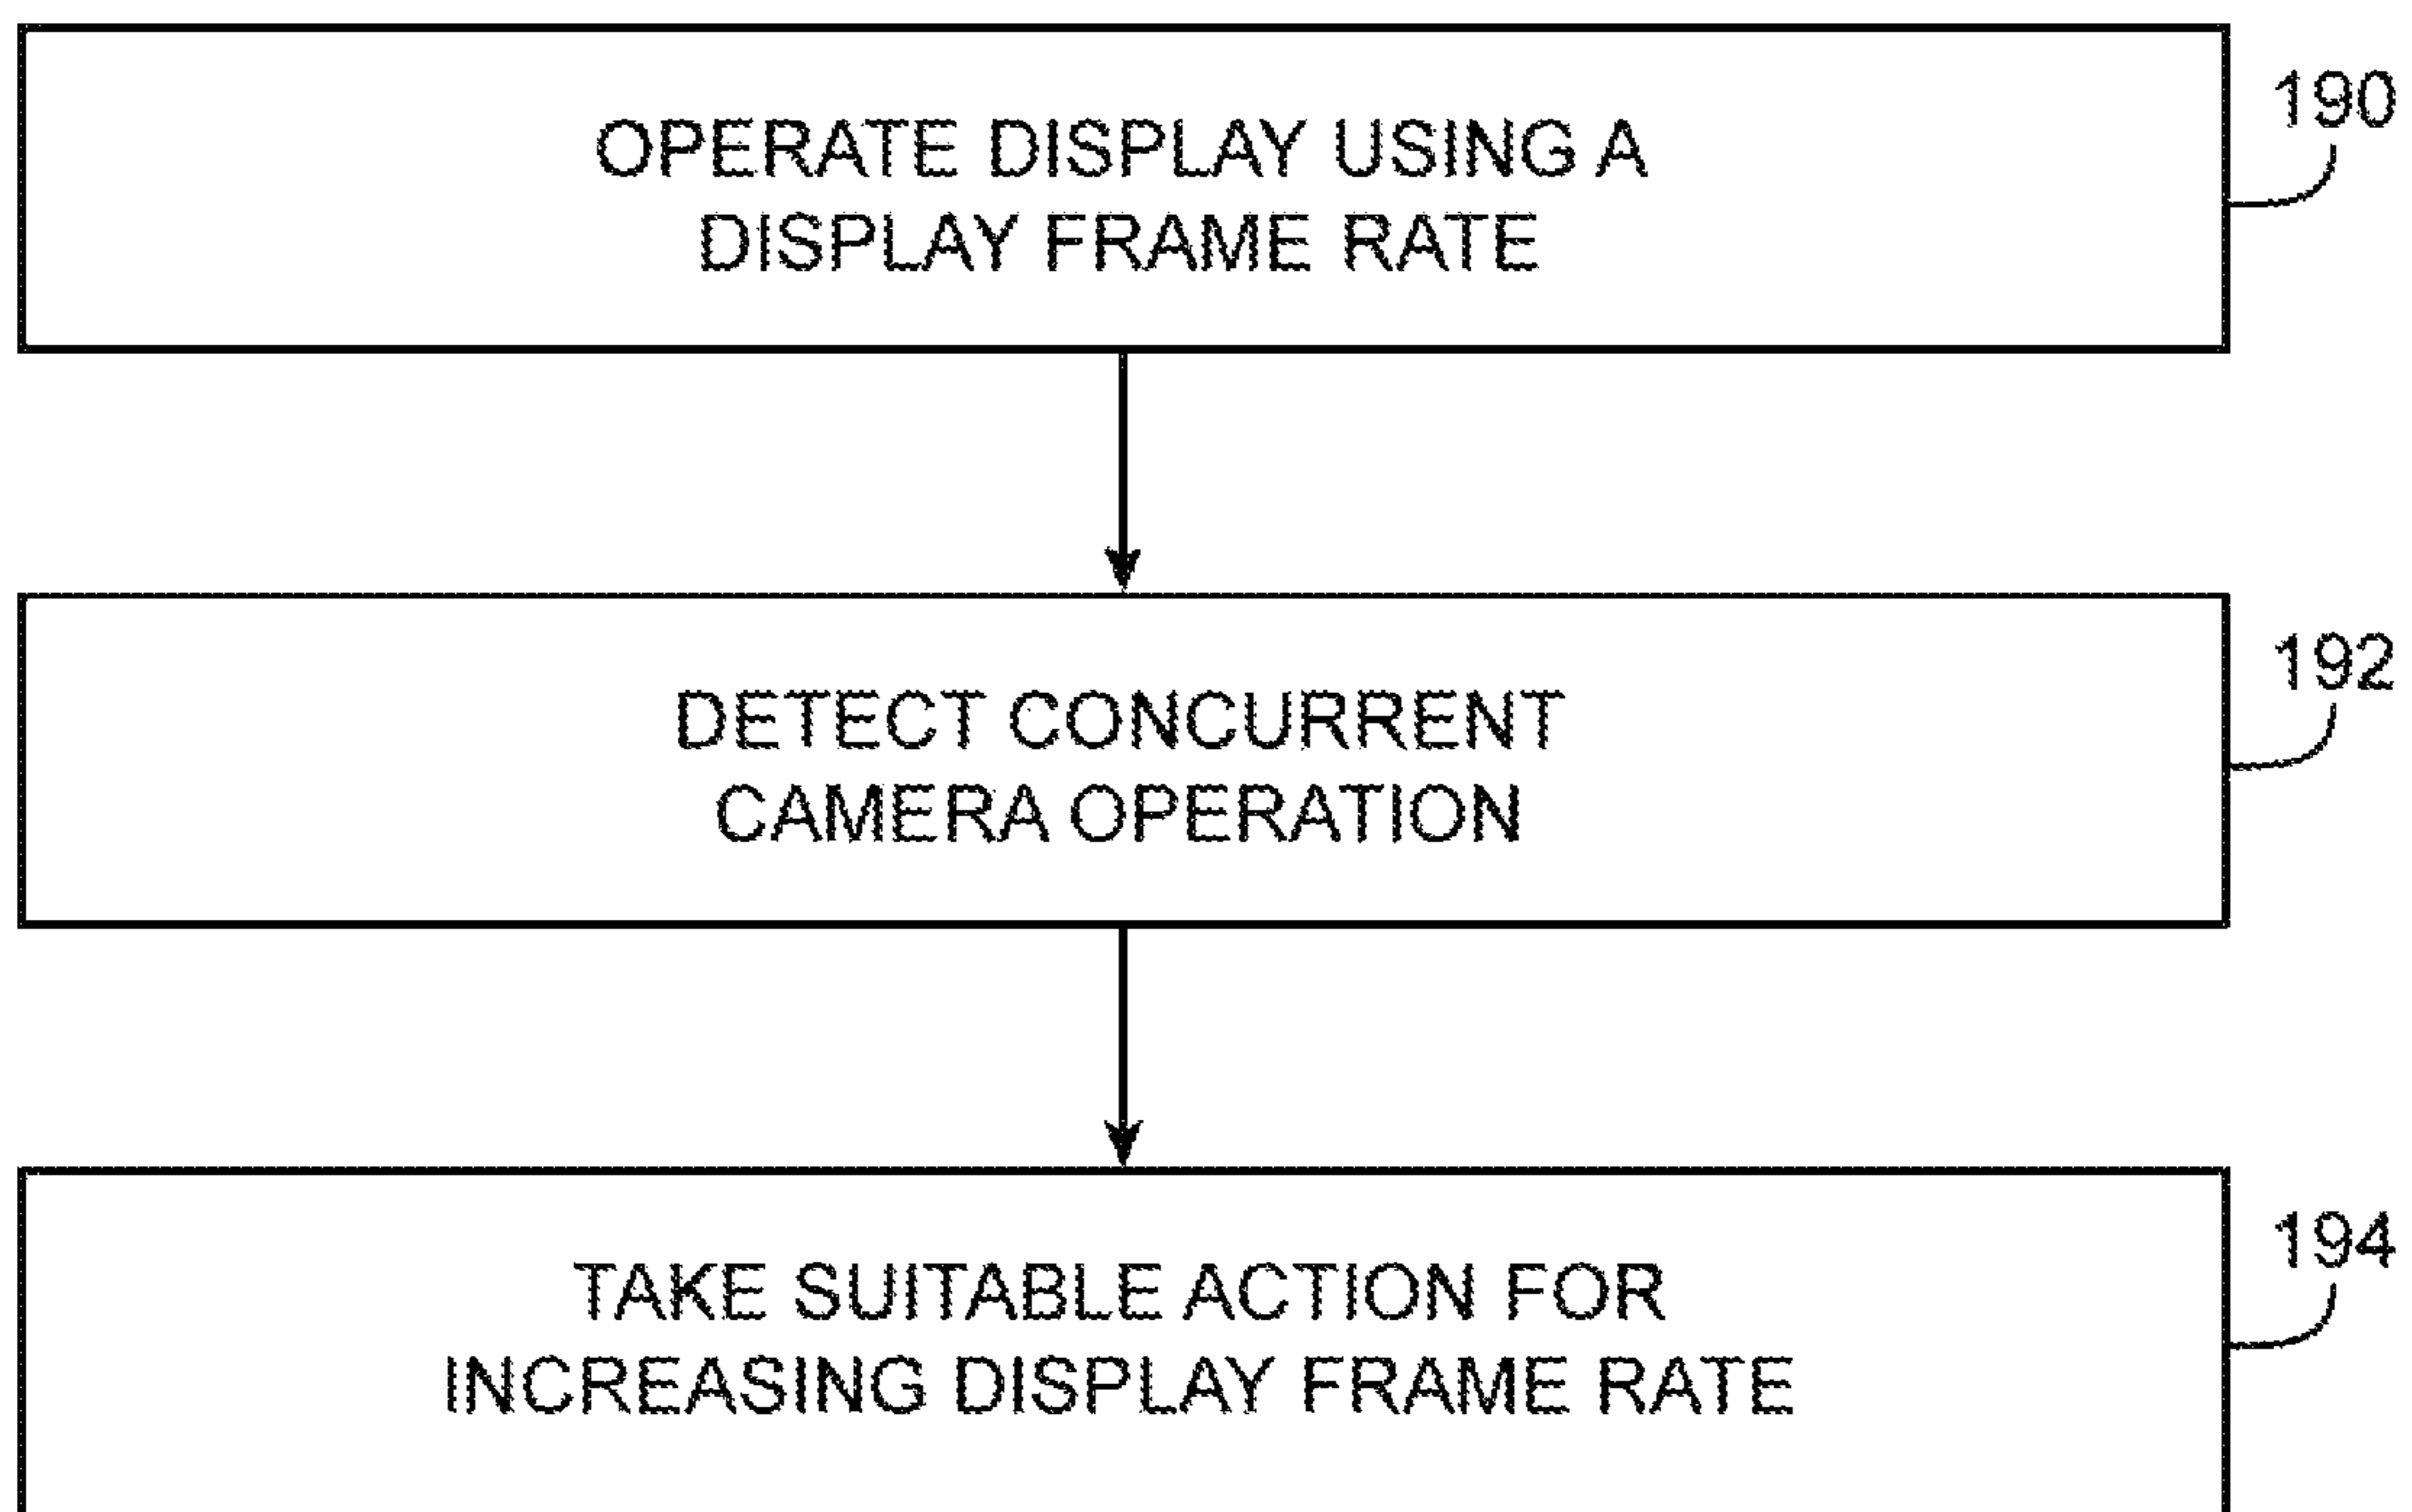 OPERATE DISPLAY USING A
DISPLAY FRAME RATE
190
DETECT CONCURRENT
CAMERA OPERATION
192
TAKE SUITABLE ACTION FOR
INCREASING DISPLAY FRAME RATE
194